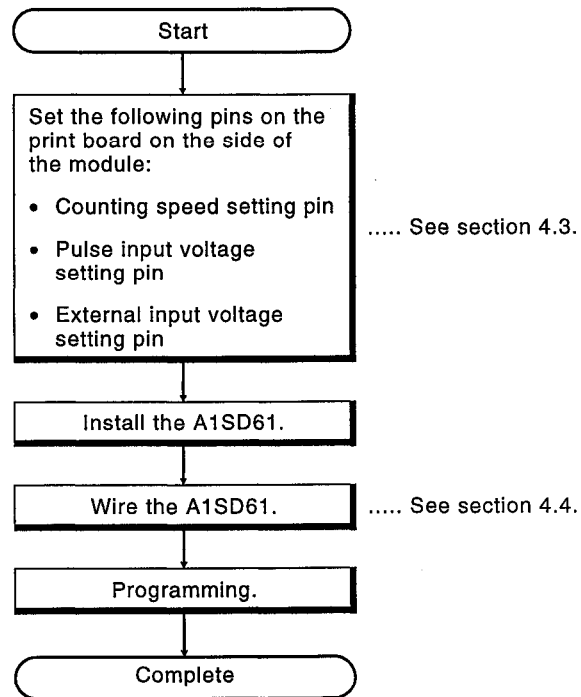 Start
Set the following pins on the
print board on the side of
the module:
• Counting speed setting pin
• Pulse input voltage
setting pin
• External input voltage
setting pin
..... See section 4.3.
Install the A1SD61.
Wire the A1SD61.
..... See section 4.4.
Programming.
Complete